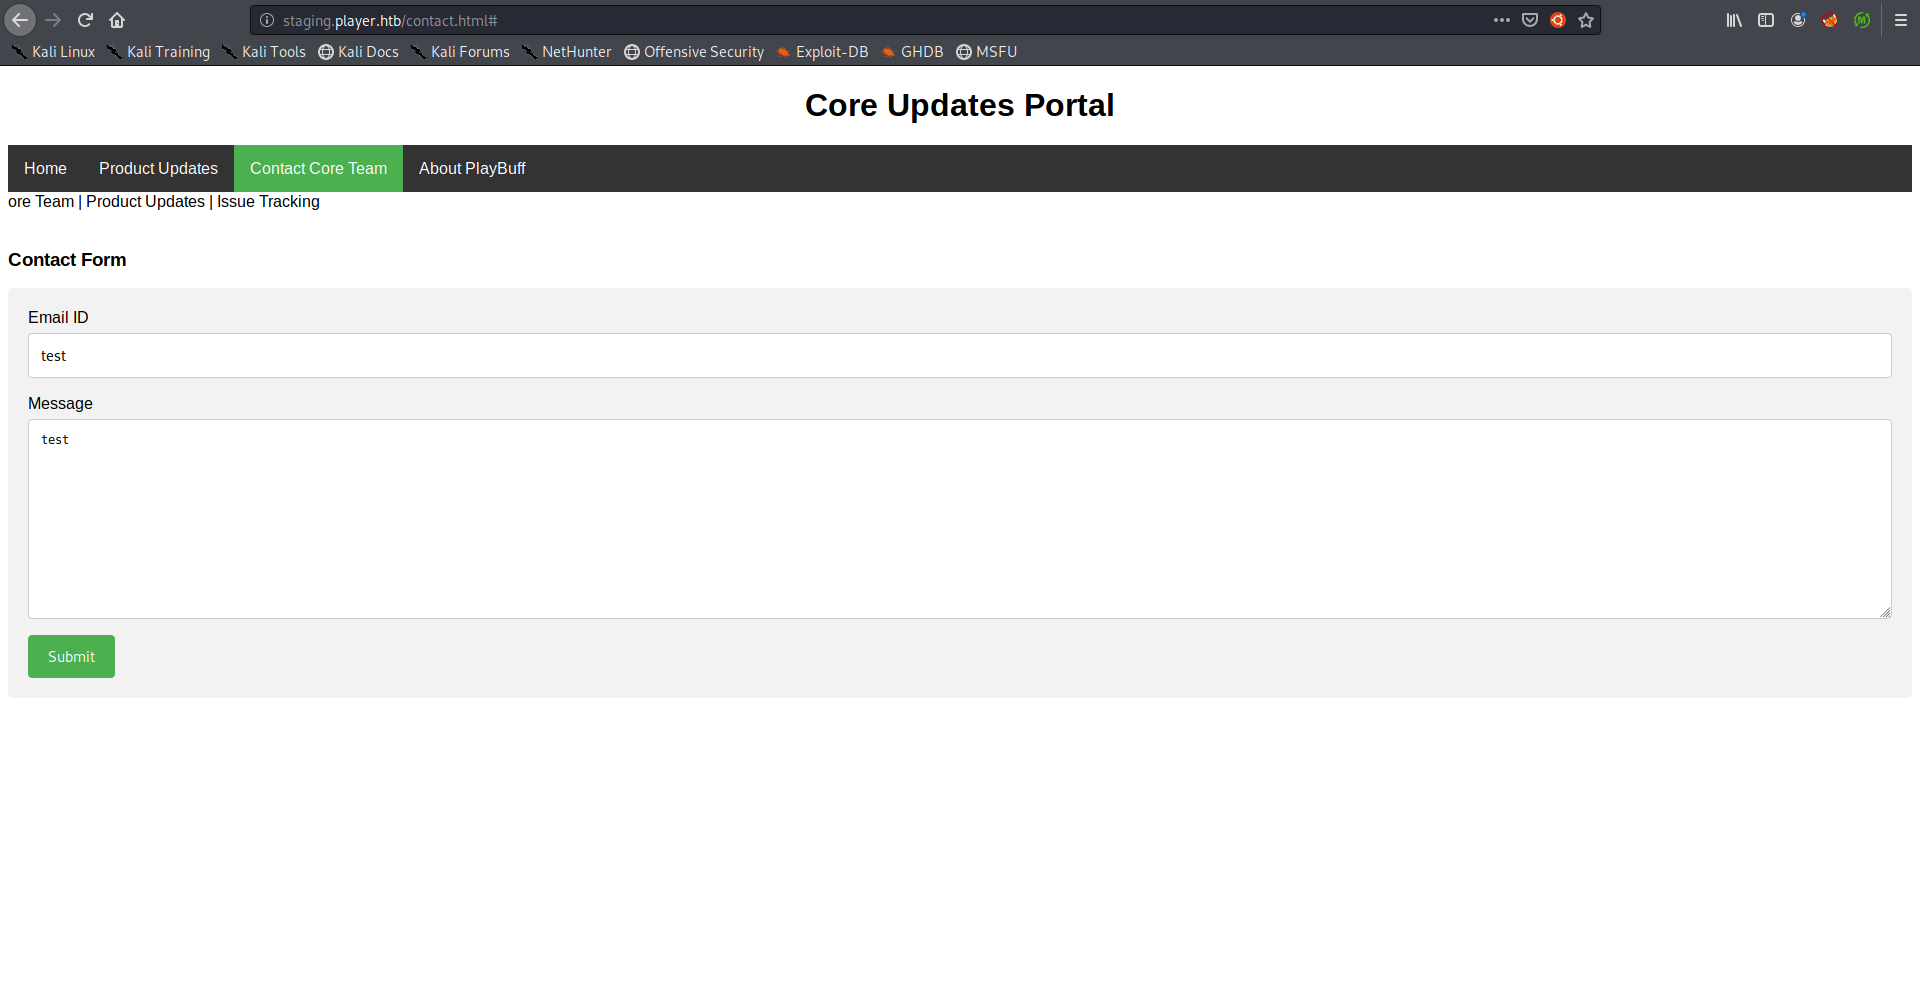 staging.player.htb/contact.html#
Kali Linux Kali Training Kali Tools Kali Docs Kali Forums NetHunter Offensive Security Exploit-DB GHDB MSFU
Core Updates Portal
Home Product Updates Contact Core Team About PlayBuff
ore Team | Product Updates | Issue Tracking
Contact Form
Email ID
test
Message
test
Submit